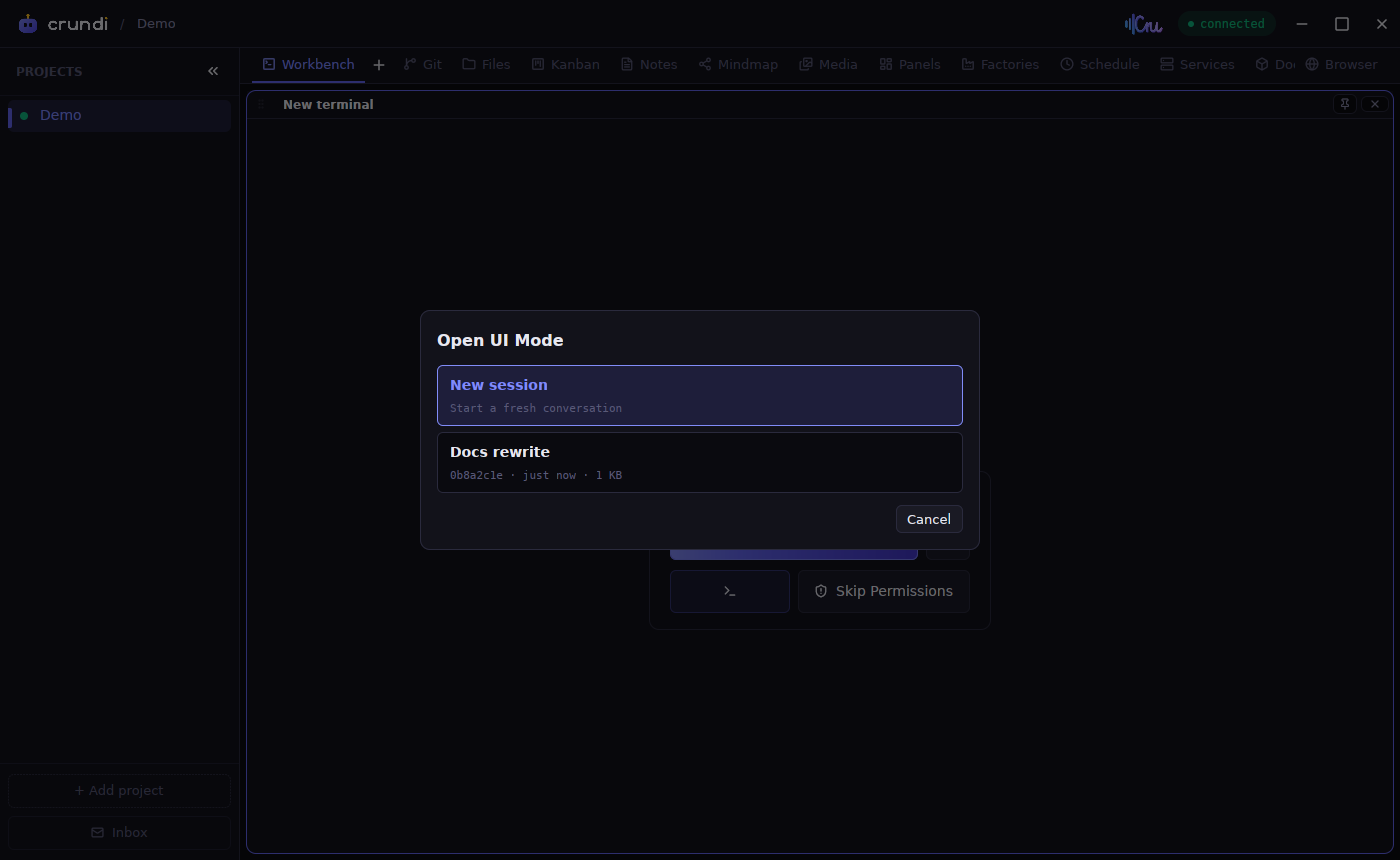 crundi / Demo
Cru
connected
PROJECTS
Workbench
Git
Files
Kanban
Notes
Mindmap
Media
Panels
Factories
Schedule
Services
Browser
Demo
New terminal
Open UI Mode
New session
Start a fresh conversation
Docs rewrite
0b8a2c1e · just now · 1 KB
Cancel
Skip Permissions
+ Add project
Inbox